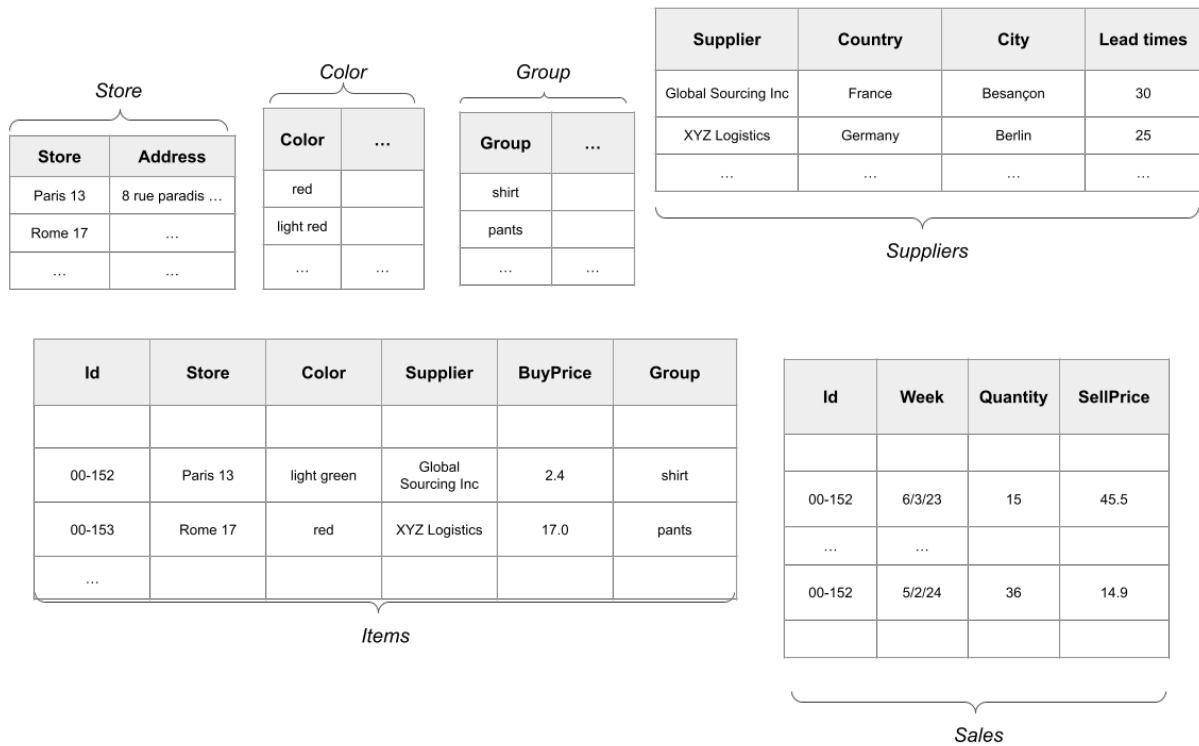 Store
Store Address
Paris 13 8 rue paradis …
Rome 17 …
… …
Color
Color …
red
light red
… …
Group
Group …
shirt
pants
… …
Supplier Country City Lead times
Global Sourcing Inc France Besançon 30
XYZ Logistics Germany Berlin 25
… … … …
Suppliers
Id Store Color Supplier BuyPrice Group
00-152 Paris 13 light green Global Sourcing Inc 2.4 shirt
00-153 Rome 17 red XYZ Logistics 17.0 pants
…
Items
Id Week Quantity SellPrice
00-152 6/3/23 15 45.5
… …
00-152 5/2/24 36 14.9
Sales